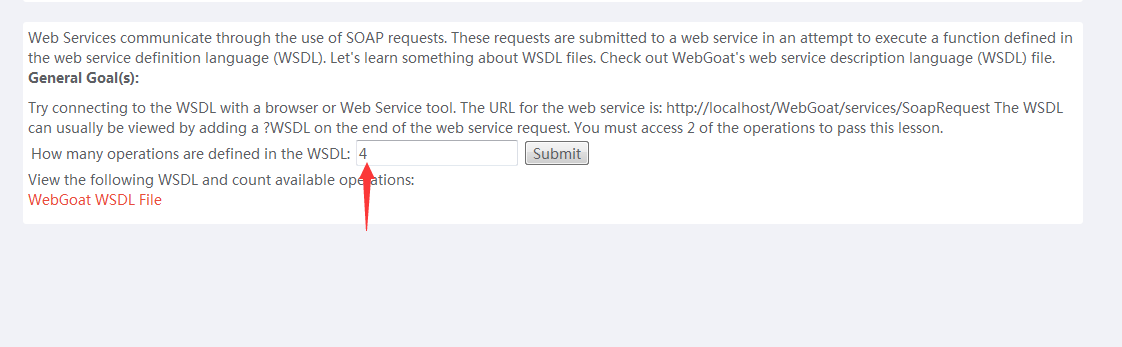 Web Services communicate through the use of SOAP requests. These requests are submitted to a web service in an attempt to execute a function defined in
the web service definition language (WSDL). Let's learn something about WSDL files. Check out WebGoat's web service description language (WSDL) file.
General Goal(s):
Try connecting to the WSDL with a browser or Web Service tool. The URL for the web service is: http://localhost/WebGoat/services/SoapRequest The WSDL
can usually be viewed by adding a ?WSDL on the end of the web service request. You must access 2 of the operations to pass this lesson.
How many operations are defined in the WSDL: 4 Submit
View the following WSDL and count available operations:
WebGoat WSDL File